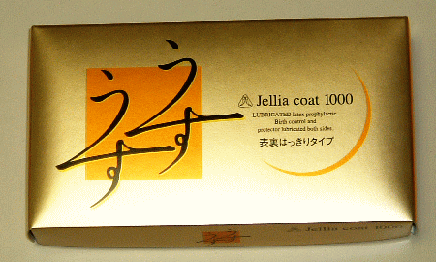 うすうす
Jellia coat 1000
LUBRICATED latex prophylactic
Birth control and
protector lubricated both sides.
表裏はっきりタイプ
Jellia coat 1000